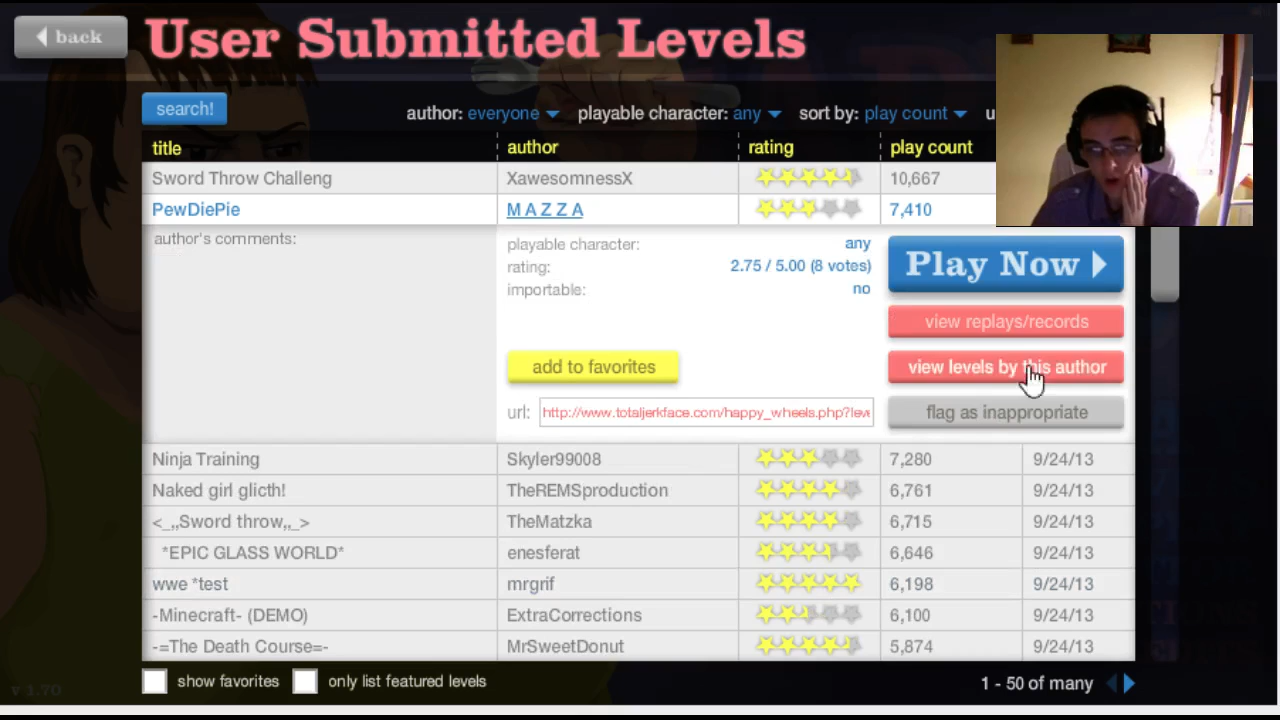 back
User Submitted Levels
search!
author: everyone playable character: any sort by: play count u
title author rating play count
Sword Throw Challeng XawesomnessX 10,667
PewDiePie M A Z Z A 7,410
author's comments:
playable character: any
rating: 2.75 / 5.00 (8 votes)
importable: no
Play Now
view replays/records
add to favorites
view levels by this author
url: http://www.totaljerkface.com/happy_wheels.php?leve
flag as inappropriate
Ninja Training Skyler99008 7,280 9/24/13
Naked girl glicth! TheREMSproduction 6,761 9/24/13
<_,,Sword throw,,_> TheMatzka 6,715 9/24/13
*EPIC GLASS WORLD* enesferat 6,646 9/24/13
wwe *test mrgrif 6,198 9/24/13
-Minecraft- (DEMO) ExtraCorrections 6,100 9/24/13
-=The Death Course=- MrSweetDonut 5,874 9/24/13
show favorites only list featured levels 1 - 50 of many
v 1.70